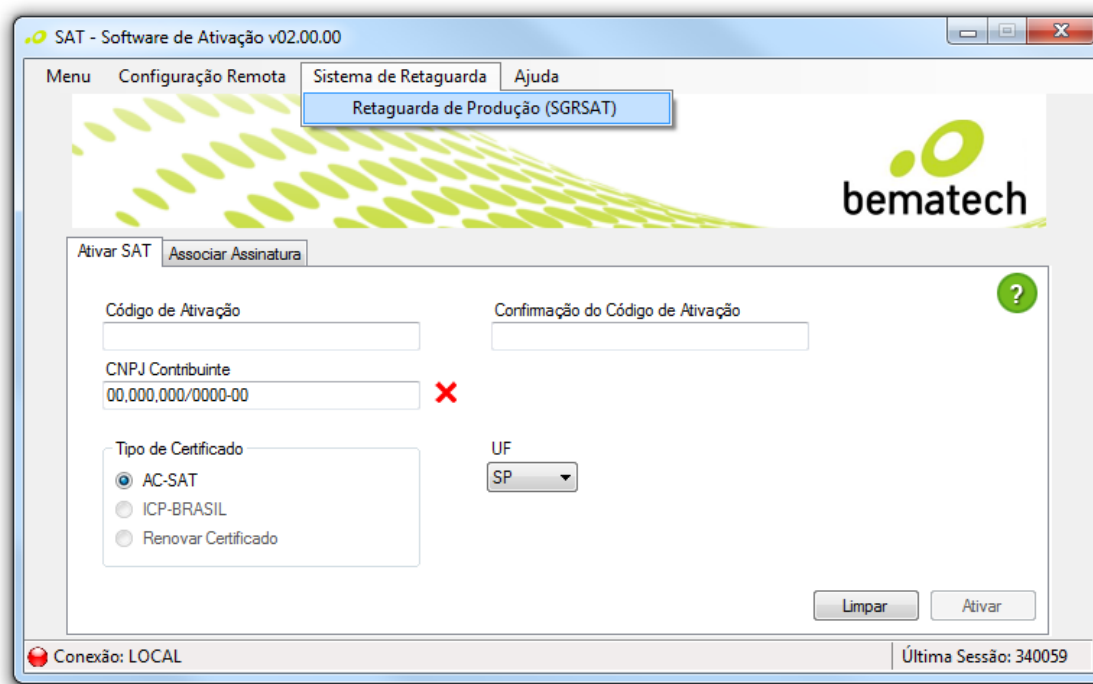 SAT - Software de Ativação v02.00.00
Menu Configuração Remota Sistema de Retaguarda Ajuda
Retaguarda de Produção (SGRSAT)
bematech
Ativar SAT Associar Assinatura
?
Código de Ativação Confirmação do Código de Ativação
CNPJ Contribuinte
00,000,000/0000-00
Tipo de Certificado UF
AC-SAT SP
ICP-BRASIL
Renovar Certificado
Limpar Ativar
Conexão: LOCAL Última Sessão: 340059